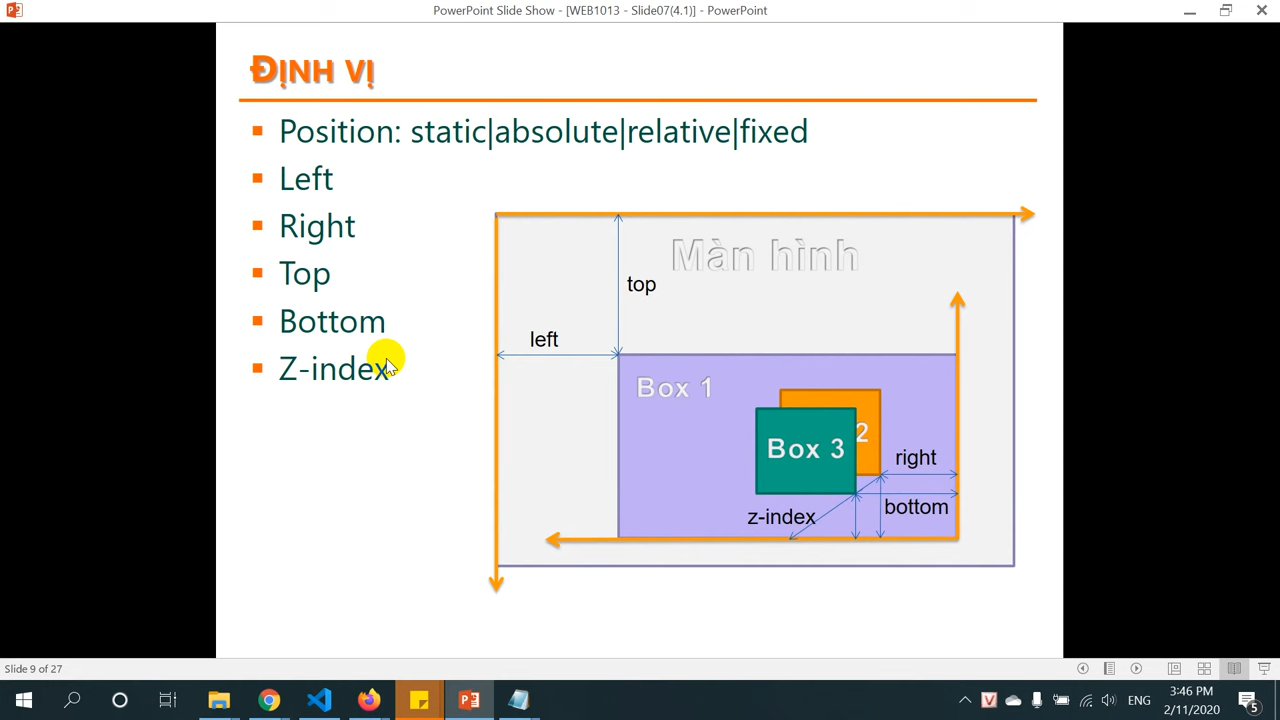 PowerPoint Slide Show - [WEB1013 - Slide07(4.1)] - PowerPoint
ĐỊNH VỊ
Position: static|absolute|relative|fixed
Left
Right
Top
Bottom
Z-index
Màn hình
top
left
Box 1
2
Box 3
right
bottom
z-index
Slide 9 of 27
ENG
3:46 PM
2/11/2020
5